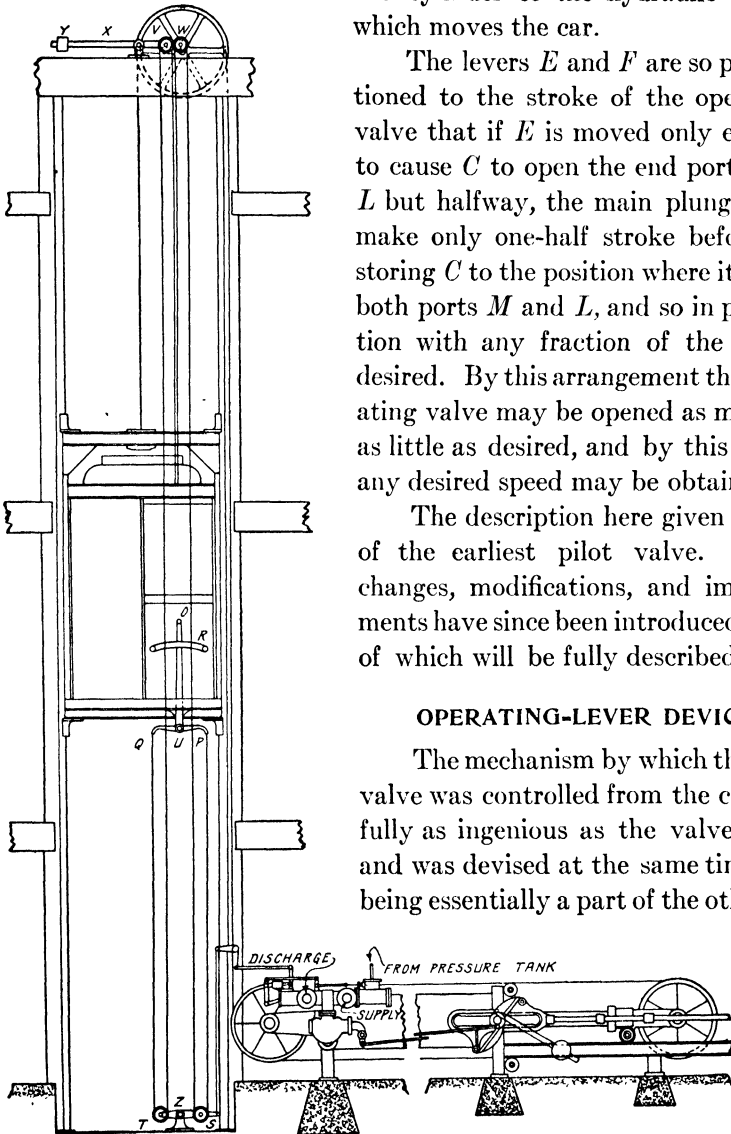 which moves the car.
The levers E and F are so p
tioned to the stroke of the ope
valve that if E is moved only e
to cause C to open the end port
L but halfway, the main plung
make only one-half stroke befo
storing C to the position where it
both ports M and L, and so in p
tion with any fraction of the
desired. By this arrangement th
ating valve may be opened as m
as little as desired, and by this
any desired speed may be obtain
The description here given
of the earliest pilot valve.
changes, modifications, and im
ments have since been introduced
of which will be fully described
OPERATING-LEVER DEVIC
The mechanism by which th
valve was controlled from the c
fully as ingenious as the valve
and was devised at the same tim
being essentially a part of the ot
Y X V W
O
R
Q U P
DISCHARGE
FROM PRESSURE TANK
SUPPLY
T Z S